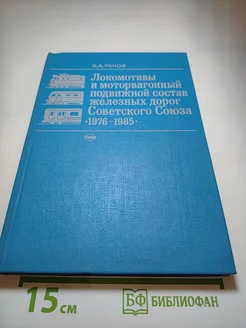 В.А.РАКОВ
Локомотивы
и моторвагонный
подвижной состав
железных дорог
Советского Союза
·1976-1985·
15 СМ
БФ БИБЛИОФАН